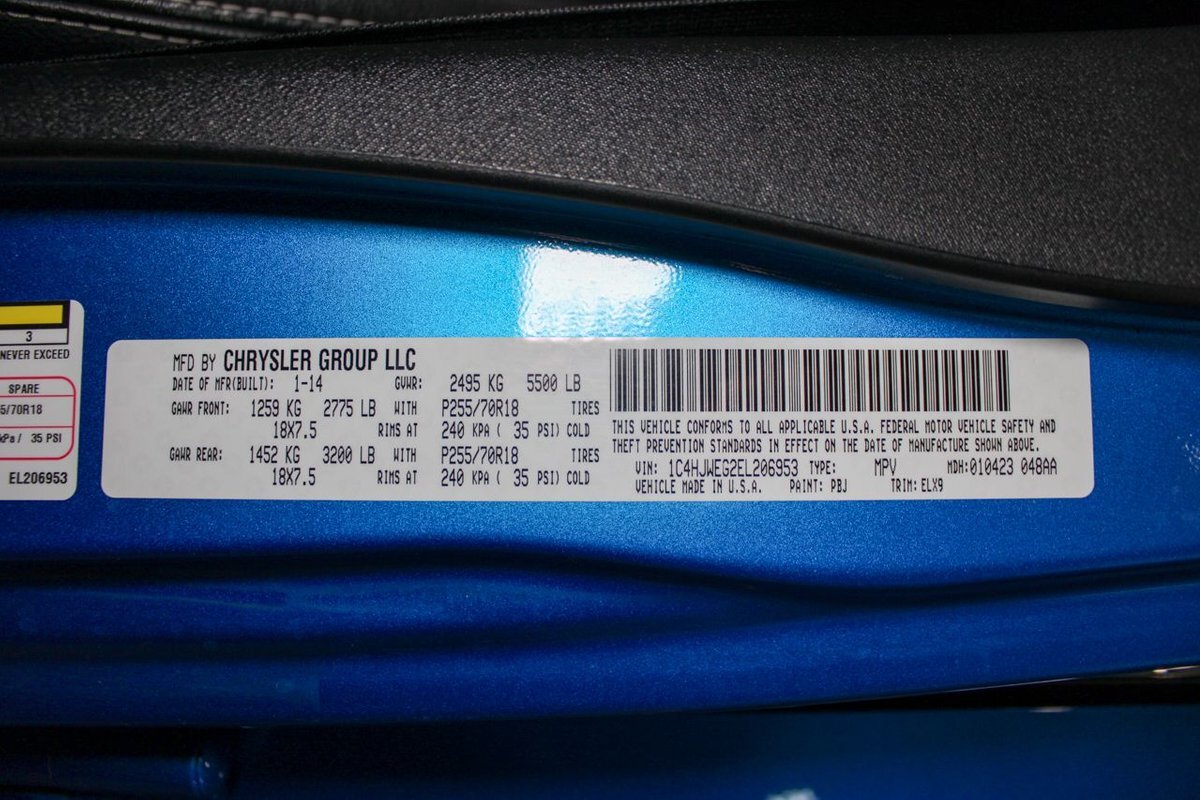 3
NEVER EXCEED
SPARE
5/70R18
kPa / 35 PSI
EL206953
MFD BY CHRYSLER GROUP LLC
DATE OF MFR(BUILT): 1-14 GVWR: 2495 KG 5500 LB
GAWR FRONT: 1259 KG 2775 LB WITH P255/70R18 TIRES
18X7.5 RIMS AT 240 KPA ( 35 PSI) COLD
GAWR REAR: 1452 KG 3200 LB WITH P255/70R18 TIRES
18X7.5 RIMS AT 240 KPA ( 35 PSI) COLD
THIS VEHICLE CONFORMS TO ALL APPLICABLE U.S.A. FEDERAL MOTOR VEHICLE SAFETY AND
THEFT PREVENTION STANDARDS IN EFFECT ON THE DATE OF MANUFACTURE SHOWN ABOVE.
VIN: 1C4HJWEG2EL206953 TYPE: MPV MDH:010423 048AA
VEHICLE MADE IN U.S.A. PAINT: PBJ TRIM: ELX9